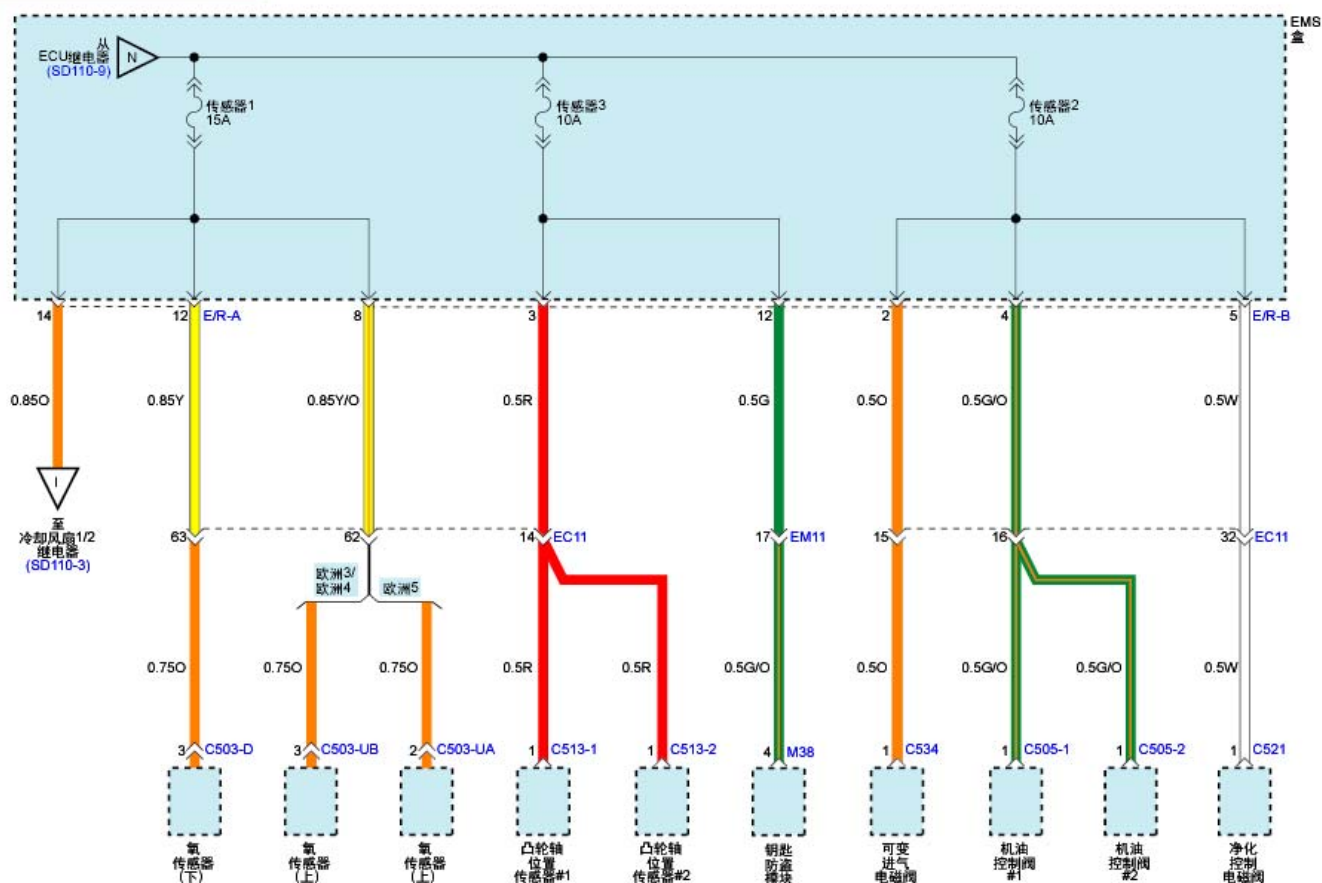 EMS
盒
从
ECU继电器
(SD110-9)
N
传感器1
15A
传感器3
10A
传感器2
10A
14
12
E/R-A
8
3
12
2
4
5
E/R-B
0.85O
0.85Y
0.85Y/O
0.5R
0.5G
0.5O
0.5G/O
0.5W
I
至
冷却风扇1/2
继电器
(SD110-3)
63
62
14
EC11
17
EM11
15
16
32
EC11
欧洲3/
欧洲4
欧洲5
0.75O
0.75O
0.75O
0.5R
0.5R
0.5G/O
0.5O
0.5G/O
0.5G/O
0.5W
3
C503-D
3
C503-UB
2
C503-UA
1
C513-1
1
C513-2
4
M38
1
C534
1
C505-1
1
C505-2
1
C521
氧
传感器
(下)
氧
传感器
(上)
氧
传感器
(上)
凸轮轴
位置
传感器#1
凸轮轴
位置
传感器#2
钥匙
防盗
模块
可变
进气
电磁阀
机油
控制阀
#1
机油
控制阀
#2
净化
控制
电磁阀